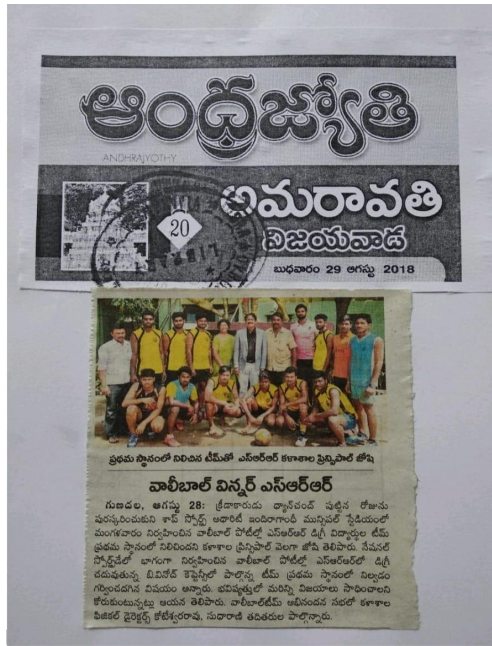 ఆంధ్రజ్యోతి
ANDHRAJYOTHY
అమరావతి
20
విజయవాడ
బుధవారం 29 ఆగస్టు 2018
ప్రథమ స్థానంలో నిలిచిన టీమ్‌తో ఎస్ఆర్ఆర్ కళాశాల ప్రిన్సిపాల్ జోషి
వాలీబాల్ విన్నర్ ఎస్ఆర్ఆర్
గుణదల, ఆగస్టు 28: క్రీడాకారుడు ధ్యాన్‌చంద్ పుట్టిన రోజును
పురస్కరించుకుని శాప్ స్పోర్ట్స్ అథారిటీ ఇందిరాగాంధీ మున్సిపల్ స్టేడియంలో
మంగళవారం నిర్వహించిన వాలీబాల్ పోటీల్లో ఎస్ఆర్ఆర్ డిగ్రీ విద్యార్థుల టీమ్
ప్రథమ స్థానంలో నిలిచిందని కళాశాల ప్రిన్సిపాల్ వెలగా జోషి తెలిపారు. నేషనల్
స్పోర్ట్స్‌డేలో భాగంగా నిర్వహించిన వాలీబాల్ పోటీల్లో ఎస్ఆర్ఆర్‌లో డిగ్రీ
చదువుతున్న బి.వినోద్ కెప్టెన్సీలో పాల్గొన్న టీమ్ ప్రథమ స్థానంలో నిల్వడం
గర్వించదగిన విషయం అన్నారు. భవిష్యత్తులో మరిన్ని విజయాలు సాధించాలని
కోరుకుంటున్నట్లు ఆయన తెలిపారు. వాలీబాల్‌టీమ్ అభినందన సభలో కళాశాల
ఫిజికల్ డైరెక్టర్స్ కోటేశ్వరరావు, సుధారాణి తదితరులు పాల్గొన్నారు.